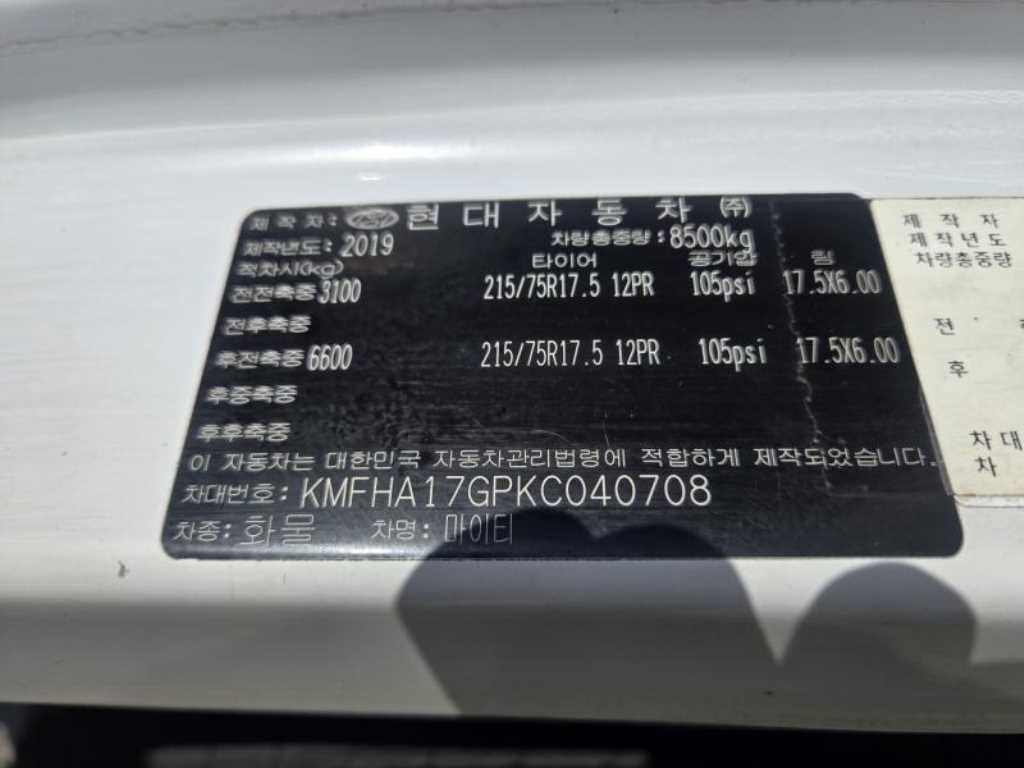 제 작 자: 현 대 자 동 차 ㈜
제작년도: 2019 차량총중량: 8500kg
적차시(kg) 타이어 공기압 림
전전축중 3100 215/75R17.5 12PR 105psi 17.5X6.00
전후축중
후전축중 6600 215/75R17.5 12PR 105psi 17.5X6.00
후중축중
후후축중
이 자동차는 대한민국 자동차관리법령에 적합하게 제작되었습니다.
차대번호: KMFHA17GPKC040708
차종: 화물 차명: 마이티
제 작 자
제작년도
차량총중량
전
후
차대
차